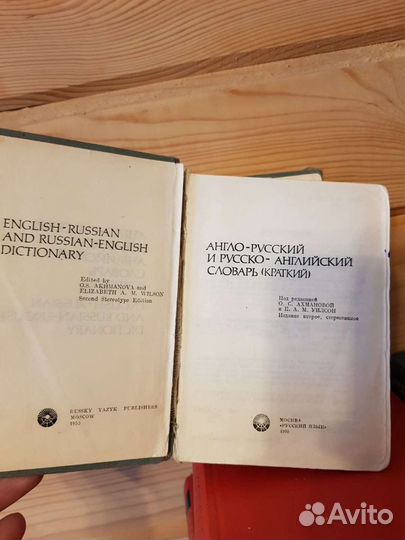 ENGLISH-RUSSIAN
AND RUSSIAN-ENGLISH
DICTIONARY
Edited by
O.S. AKHMANOVA and
ELIZABETH A. M. WILSON
Second Stereotype Edition
RUSSKY YAZYK PUBLISHERS
MOSCOW
АНГЛО-РУССКИЙ
И РУССКО-АНГЛИЙСКИЙ
СЛОВАРЬ (КРАТКИЙ)
Под редакцией
О. С. АХМАНОВОЙ
и Е. А. М. УИЛСОН
Издание второе, стереотипное
МОСКВА
«РУССКИЙ ЯЗЫК»
Avito